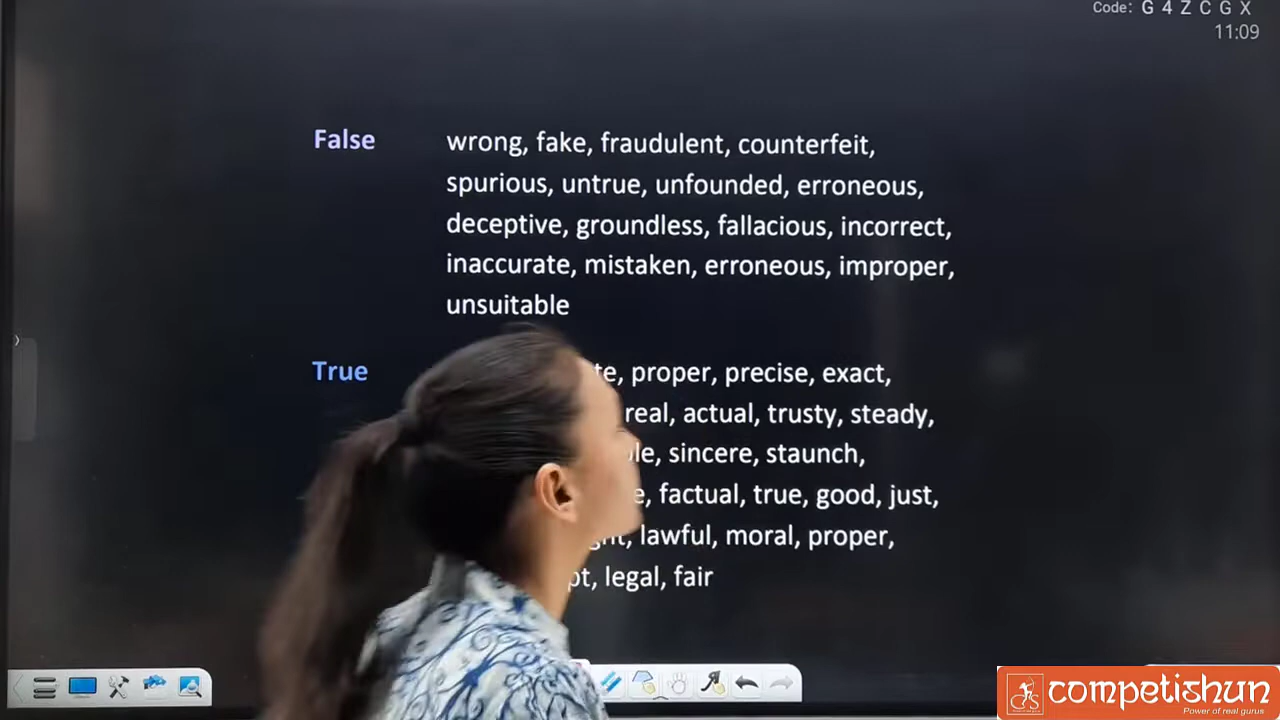 Code: G 4 Z C G X
11:09
False wrong, fake, fraudulent, counterfeit,
spurious, untrue, unfounded, erroneous,
deceptive, groundless, fallacious, incorrect,
inaccurate, mistaken, erroneous, improper,
unsuitable
True proper, precise, exact,
real, actual, trusty, steady,
sincere, staunch,
factual, true, good, just,
lawful, moral, proper,
legal, fair
competishun
Power of real gurus